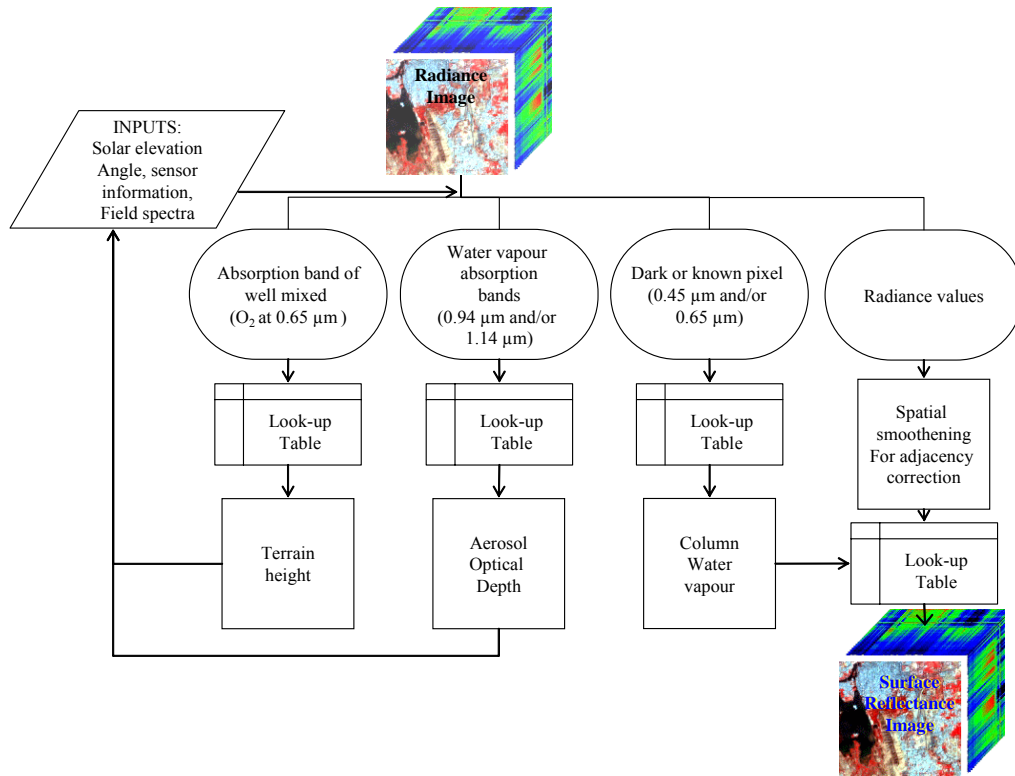 Radiance
Image
INPUTS:
Solar elevation
Angle, sensor
information,
Field spectra
Absorption band of
well mixed
(O₂ at 0.65 µm )
Water vapour
absorption
bands
(0.94 µm and/or
1.14 µm)
Dark or known pixel
(0.45 µm and/or
0.65 µm)
Radiance values
Look-up
Table
Look-up
Table
Look-up
Table
Spatial
smoothening
For adjacency
correction
Terrain
height
Aerosol
Optical
Depth
Column
Water
vapour
Look-up
Table
Surface
Reflectance
Image